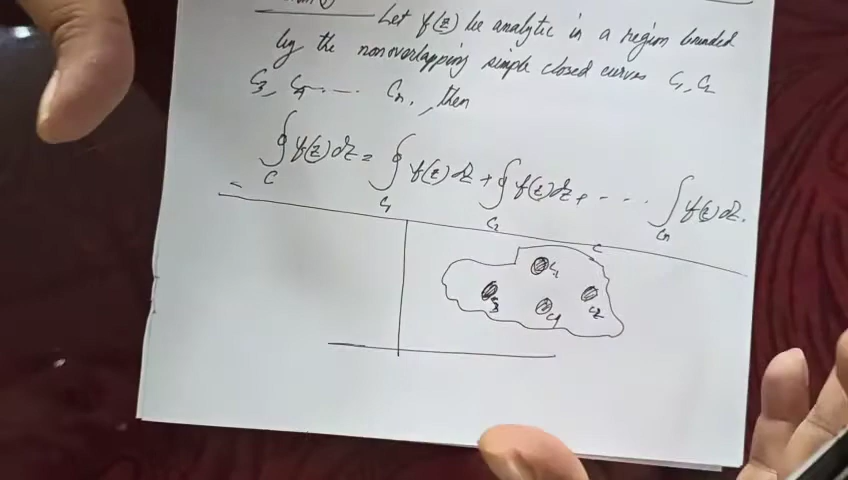 Let f(z) be analytic in a region bounded
by the nonoverlapping simple closed curves C1, C2
C3, C4, ---- Cn, then
∮ f(z)dz = ∮ f(z)dz + ∮ f(z)dz + - - ... ∫ f(z)dz.
C C1 C2 Cn
C
C1
C3 C4 C2